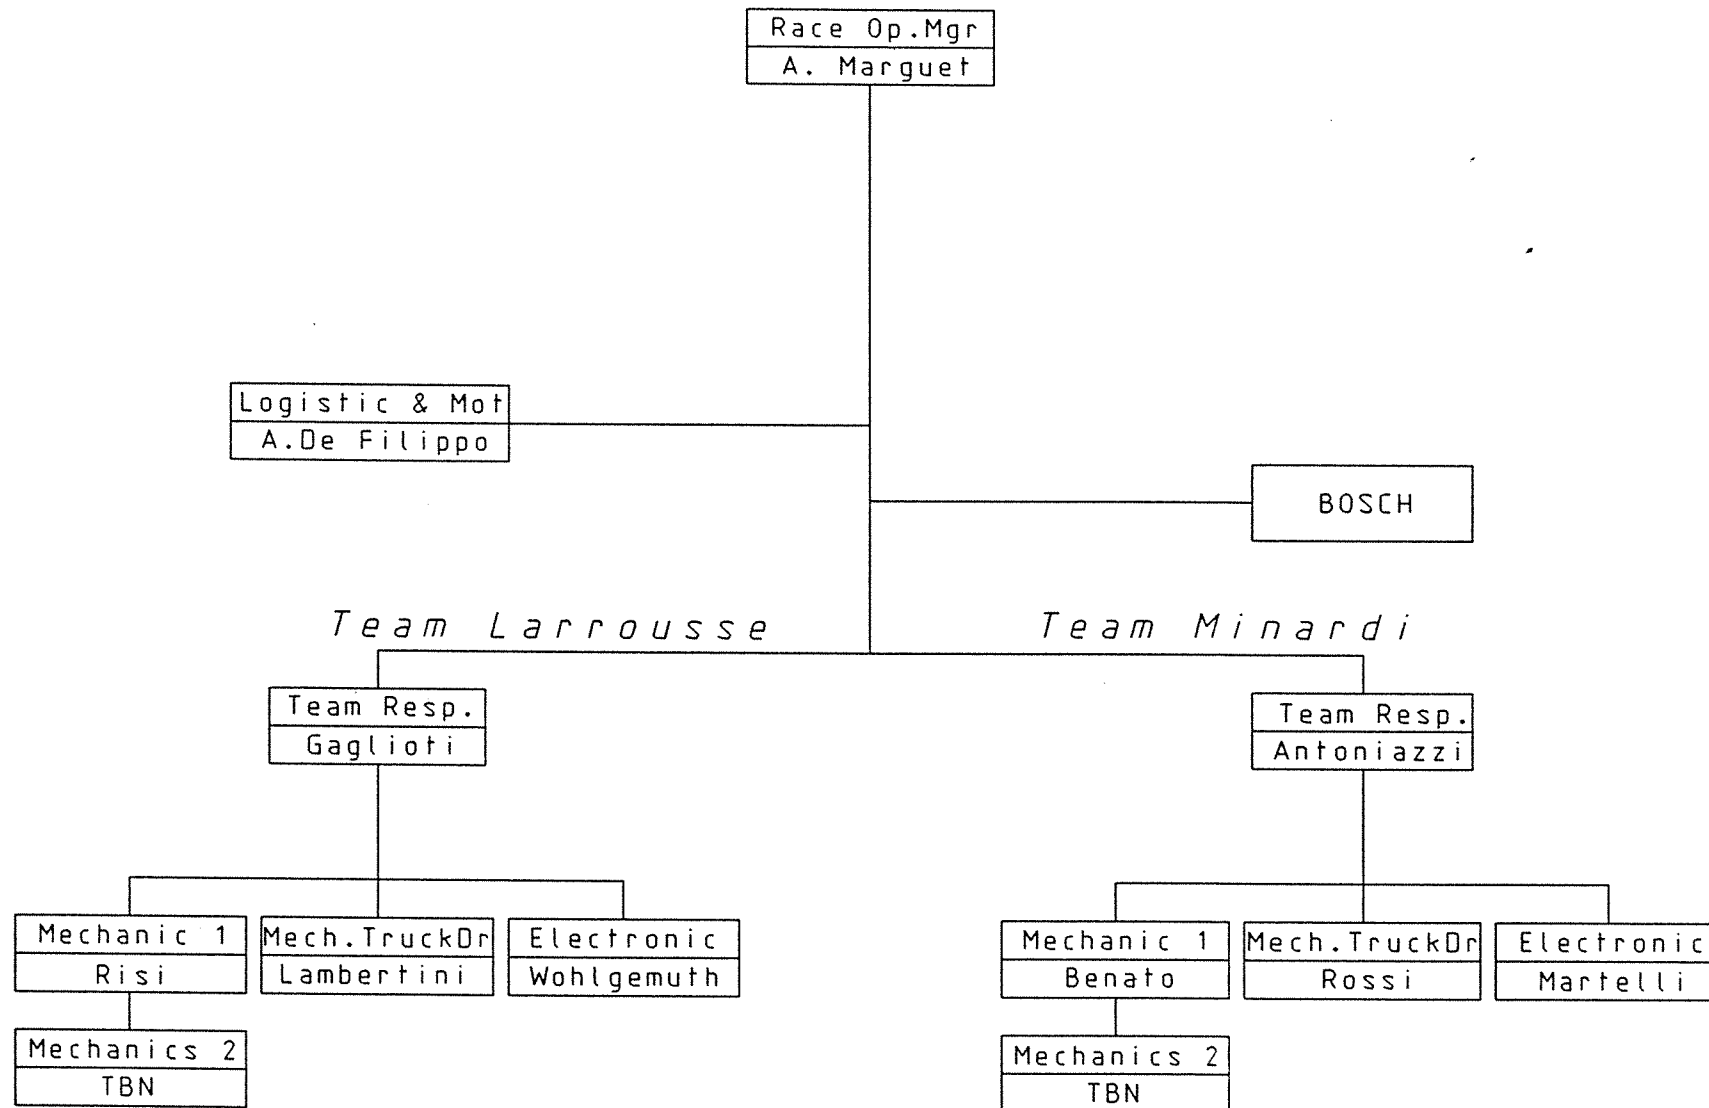 Race Op.Mgr
A. Marguet
Logistic & Mot
A.De Filippo
BOSCH
Team Larrousse
Team Minardi
Team Resp.
Gaglioti
Team Resp.
Antoniazzi
Mechanic 1
Risi
Mech.TruckDr
Lambertini
Electronic
Wohlgemuth
Mechanic 1
Benato
Mech.TruckDr
Rossi
Electronic
Martelli
Mechanics 2
TBN
Mechanics 2
TBN